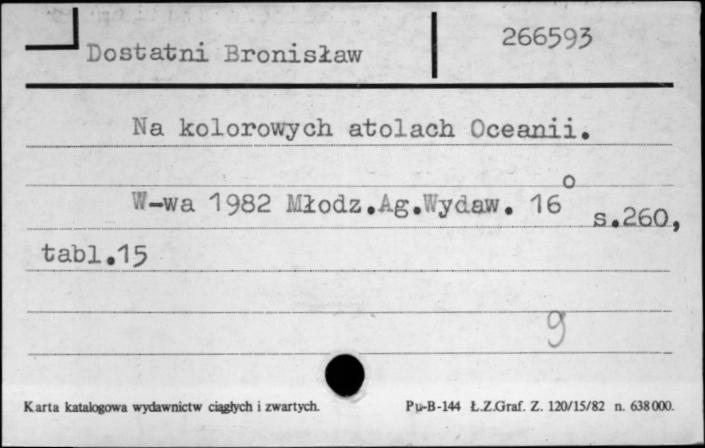 Dostatni Bronisław 266593
Na kolorowych atolach Oceanii.
W-wa 1982 Młodz.Ag.Wydaw. 16° s.260,
tabl.15
9
Karta katalogowa wydawnictw ciągłych i zwartych. Pu-B-144 Ł.Z.Graf. Z. 120/15/82 n. 638000.